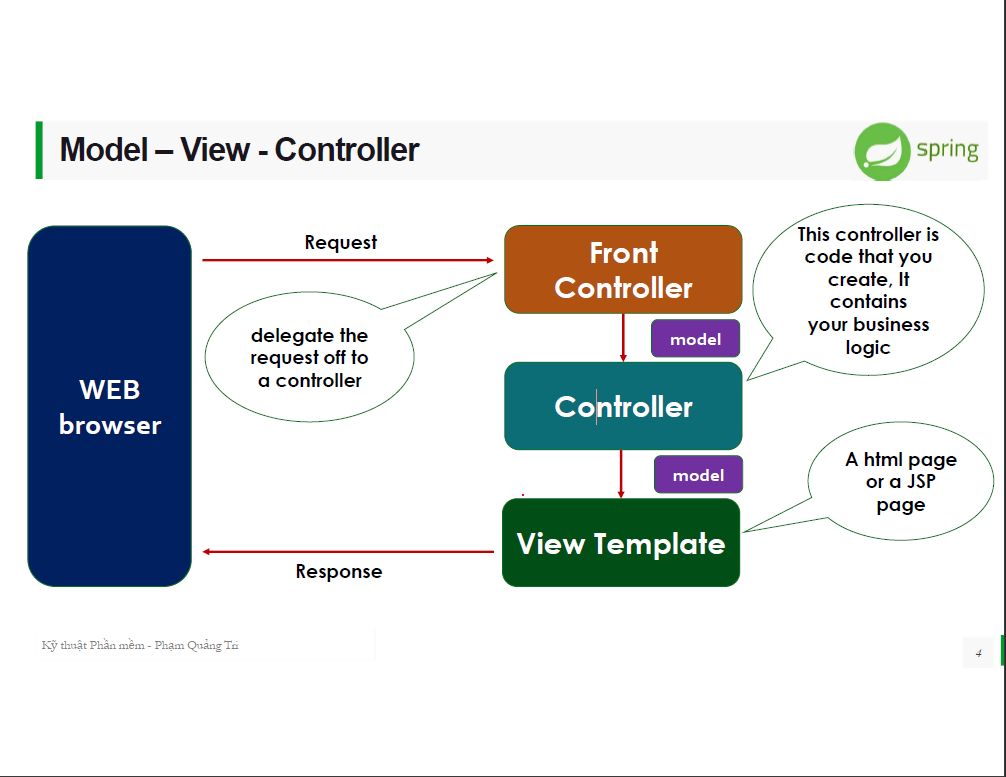 Model – View - Controller
spring
WEB
browser
Request
delegate the
request off to
a controller
Front
Controller
model
This controller is
code that you
create, It
contains
your business
logic
Controller
model
View Template
A html page
or a JSP
page
Response
Kỹ thuật Phần mềm - Phạm Quảng Tri
4